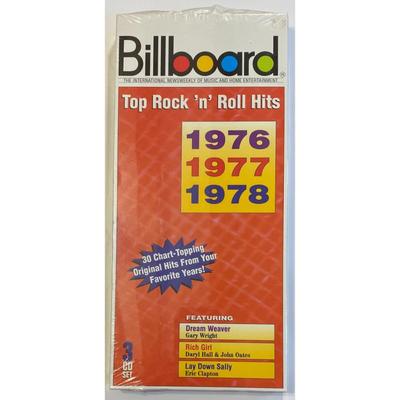 Billboard®
THE INTERNATIONAL NEWSWEEKLY OF MUSIC AND HOME ENTERTAINMENT
Top Rock 'n' Roll Hits
1976
1977
1978
30 Chart-Topping
Original Hits From Your
Favorite Years!
FEATURING
Dream Weaver
Gary Wright
Rich Girl
Daryl Hall & John Oates
Lay Down Sally
Eric Clapton
3
CD
SET